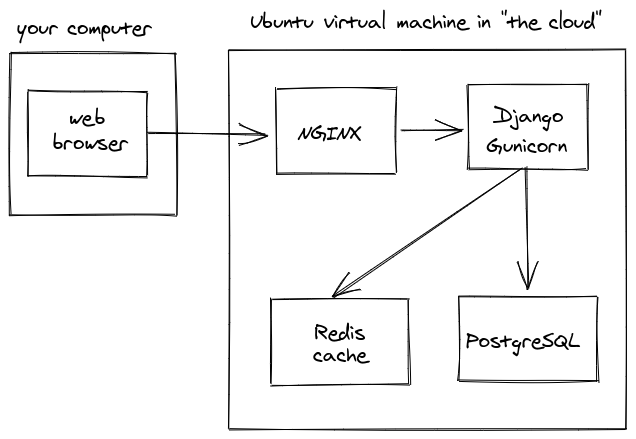 your computer
Ubuntu virtual machine in "the cloud"
web
browser
NGINX
Django
Gunicorn
Redis
cache
PostgreSQL